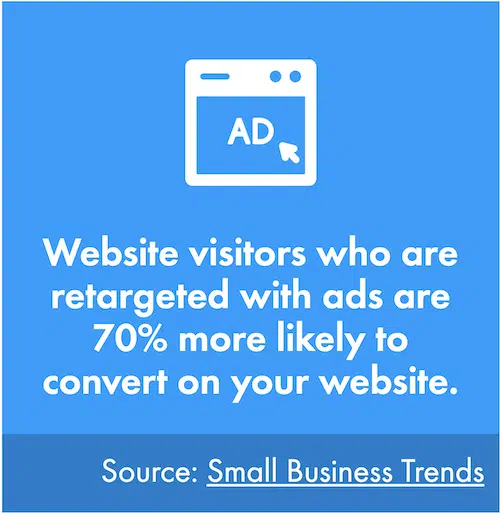 AD
Website visitors who are
retargeted with ads are
70% more likely to
convert on your website.
Source: Small Business Trends